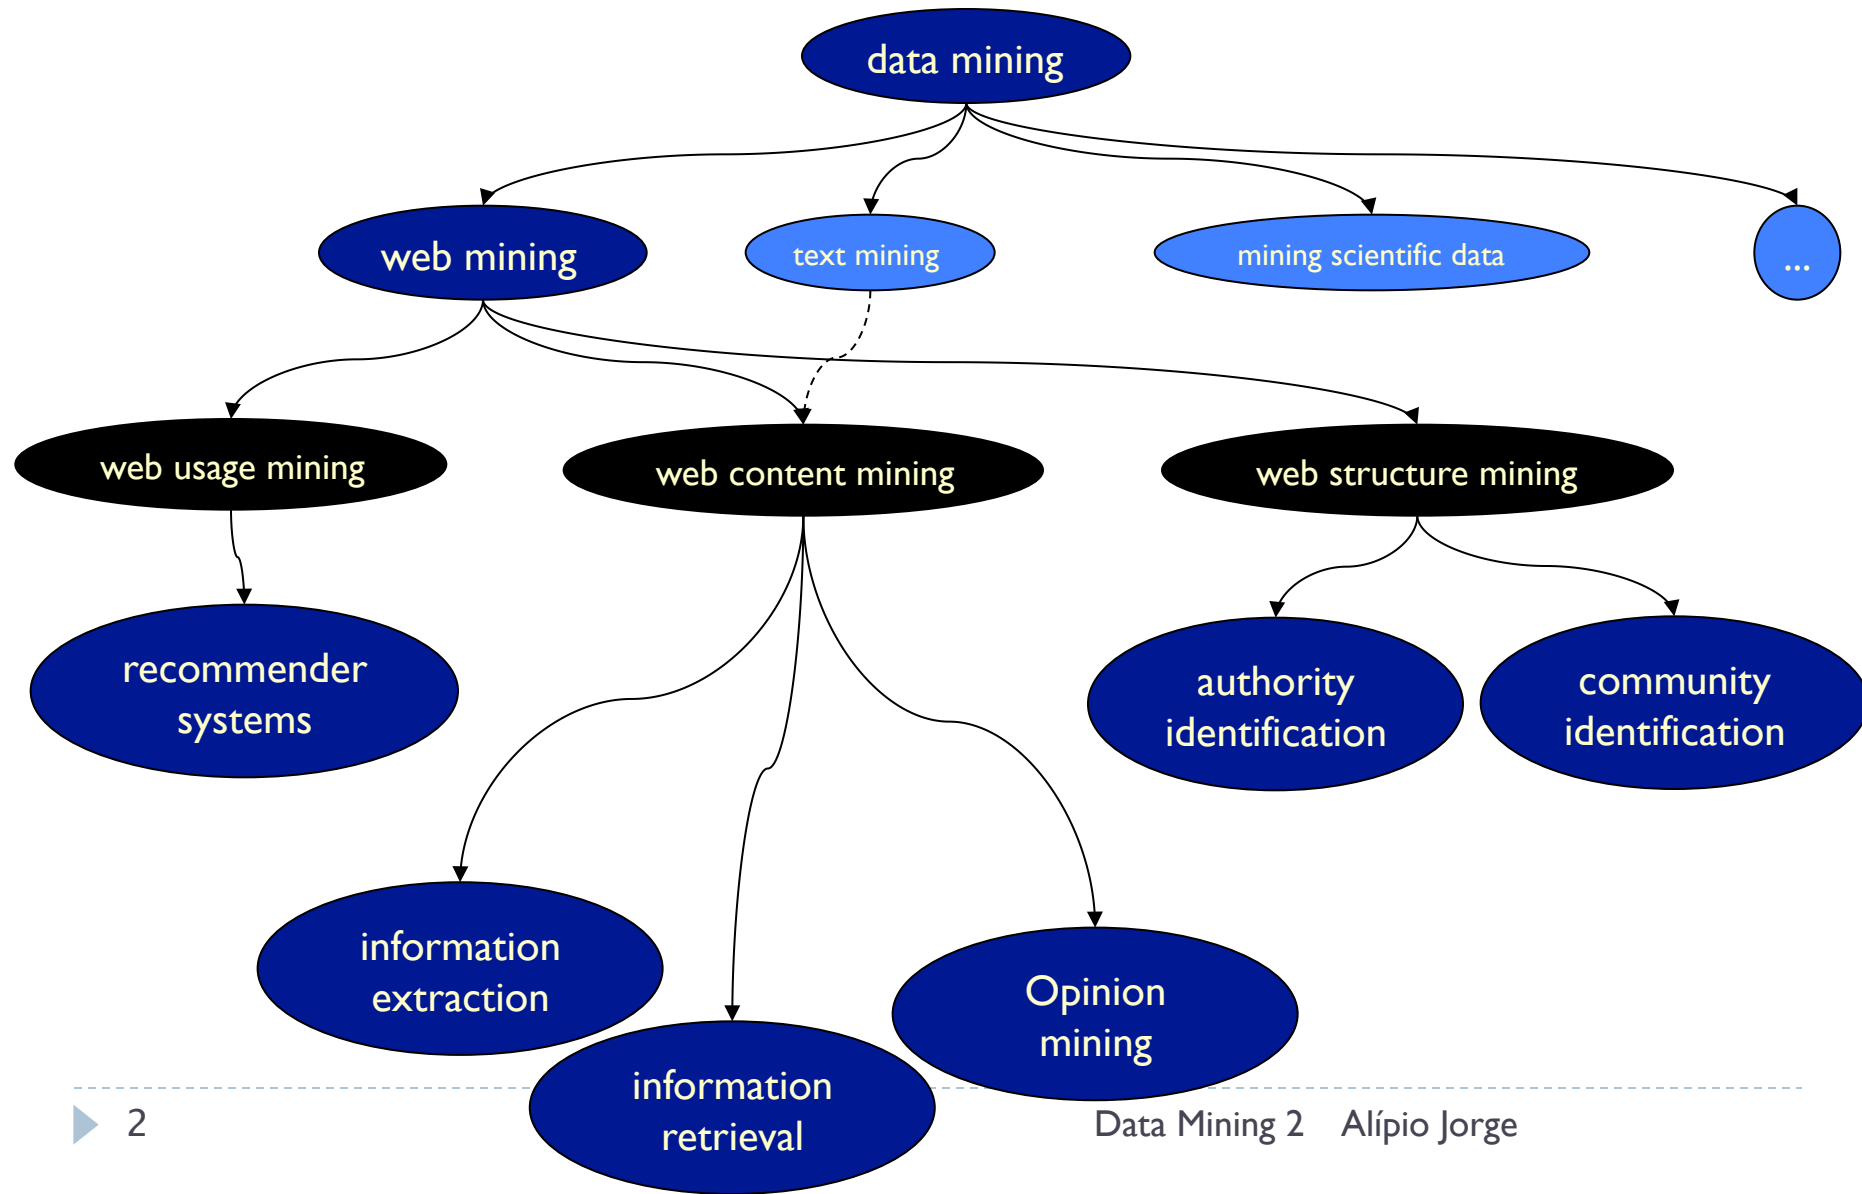 data mining
web mining
text mining
mining scientific data
...
web usage mining
web content mining
web structure mining
recommender
systems
authority
identification
community
identification
information
extraction
Opinion
mining
information
retrieval
2
Data Mining 2 Alípio Jorge